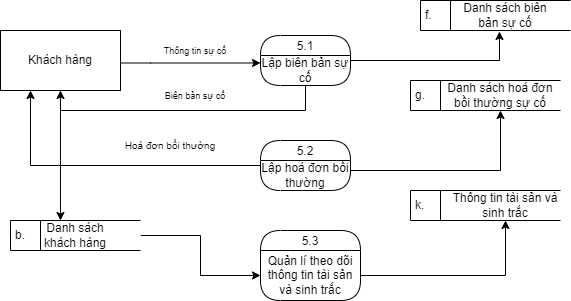 f.
Danh sách biên
bản sự cố
Khách hàng
Thông tin sự cố
5.1
Lập biên bản sự
cố
Biên bản sự cố
g.
Danh sách hoá đơn
bồi thường sự cố
Hoá đơn bồi thường
5.2
Lập hoá đơn bồi
thường
k.
Thông tin tài sản và
sinh trắc
b.
Danh sách
khách hàng
5.3
Quản lí theo dõi
thông tin tài sản
và sinh trắc